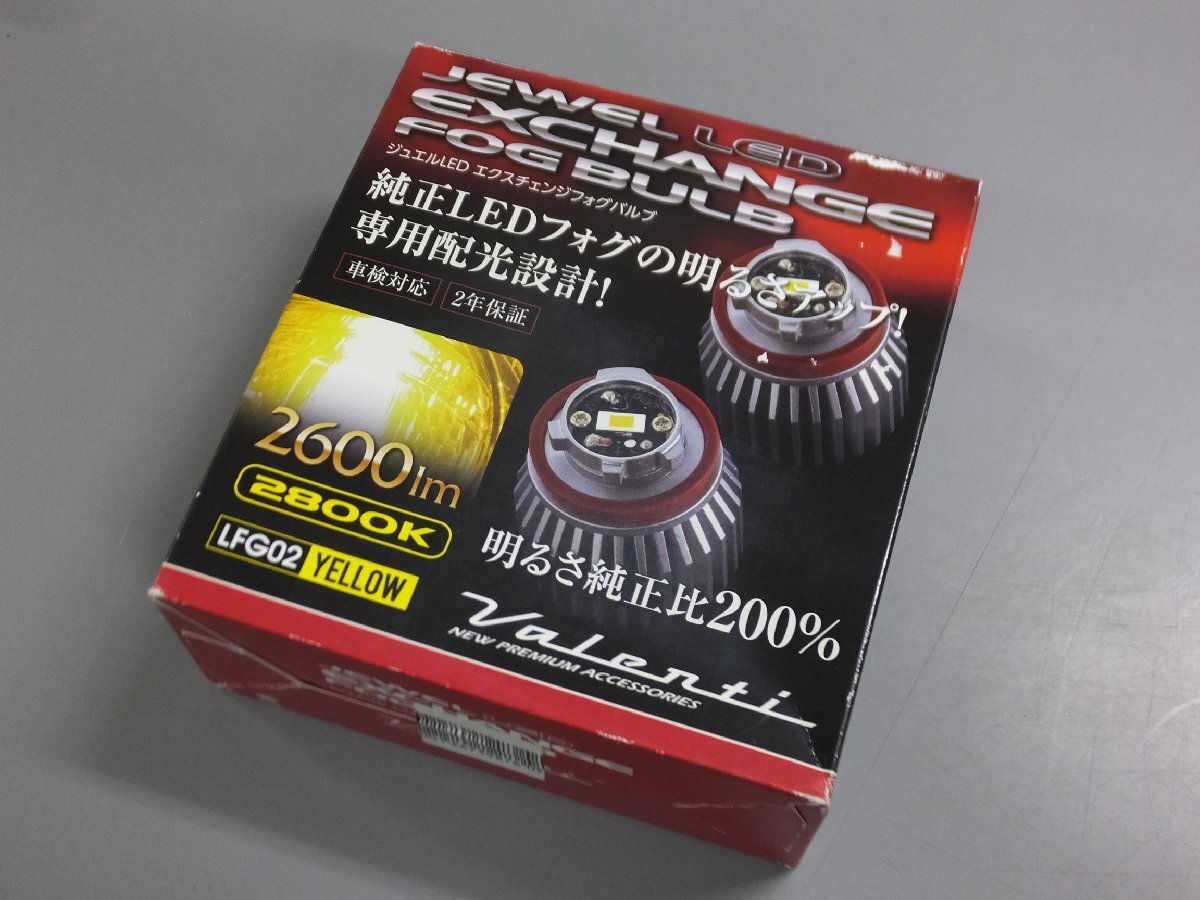 JEWEL LED
EXCHANGE
FOG BULB
ジュエルLED エクスチェンジフォグバルブ
純正LEDフォグの明るさアップ!
専用配光設計!
車検対応
2年保証
2600lm
2800K
LFG02 YELLOW
明るさ純正比200%
Valenti
NEW PREMIUM ACCESSORIES
JEWEL LED
EXCHANGE